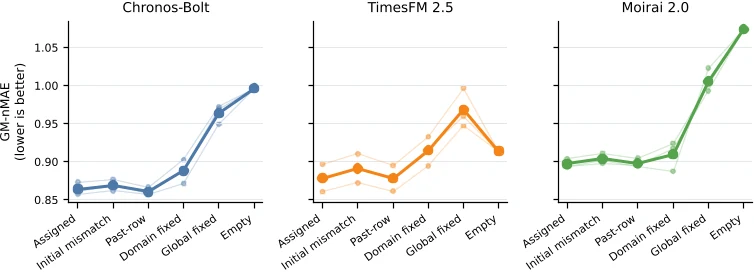 Chronos-Bolt
TimesFM 2.5
Moirai 2.0
GM-nMAE
(lower is better)
1.05
1.00
0.95
0.90
0.85
Assigned
Initial mismatch
Past-row
Domain fixed
Global fixed
Empty
Assigned
Initial mismatch
Past-row
Domain fixed
Global fixed
Empty
Assigned
Initial mismatch
Past-row
Domain fixed
Global fixed
Empty